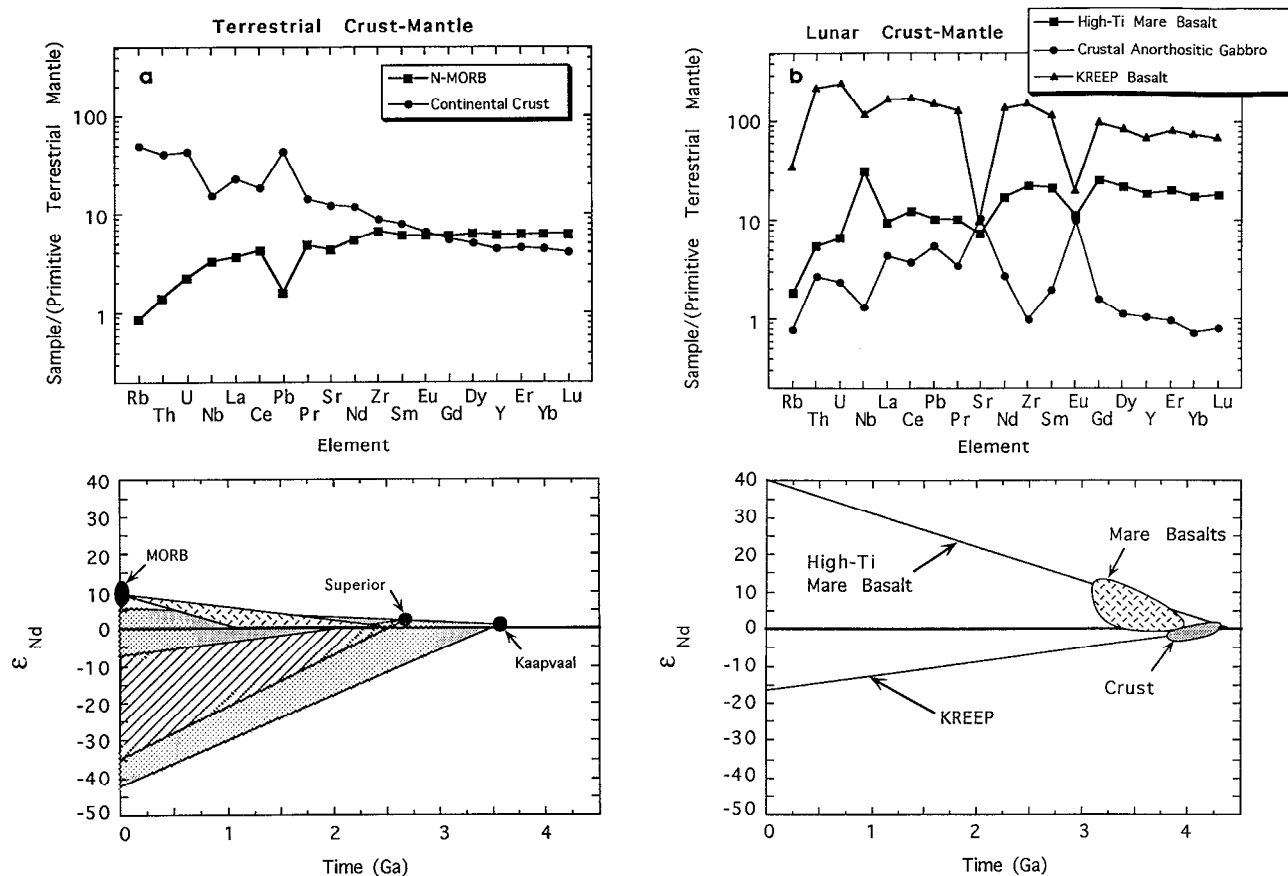 Terrestrial Crust-Mantle
a
N-MORB
Continental Crust
Sample/(Primitive Terrestrial Mantle)
100
10
1
Rb Th U Nb La Ce Pb Pr Sr Nd Zr Sm Eu Gd Dy Y Er Yb Lu
Element
Lunar Crust-Mantle
b
High-Ti Mare Basalt
Crustal Anorthositic Gabbro
KREEP Basalt
Sample/(Primitive Terrestrial Mantle)
100
10
1
Rb Th U Nb La Ce Pb Pr Sr Nd Zr Sm Eu Gd Dy Y Er Yb Lu
Element
40
30
20
10
0
-10
-20
-30
-40
-50
ε Nd
MORB
Superior
Kaapvaal
0 1 2 3 4
Time (Ga)
40
30
20
10
0
-10
-20
-30
-40
-50
ε Nd
Mare Basalts
High-Ti
Mare Basalt
Crust
KREEP
0 1 2 3 4
Time (Ga)